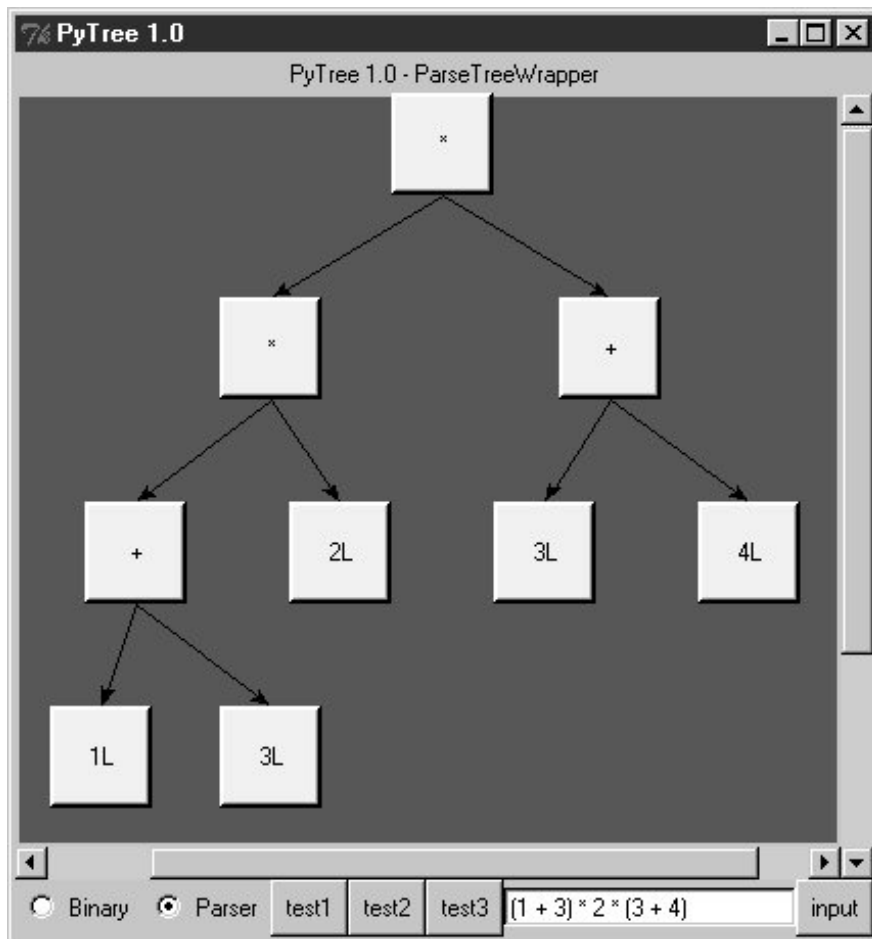 PyTree 1.0
PyTree 1.0 - ParseTreeWrapper
*
* +
+ 2L 3L 4L
1L 3L
Binary Parser test1 test2 test3 (1 + 3) * 2 * (3 + 4) input